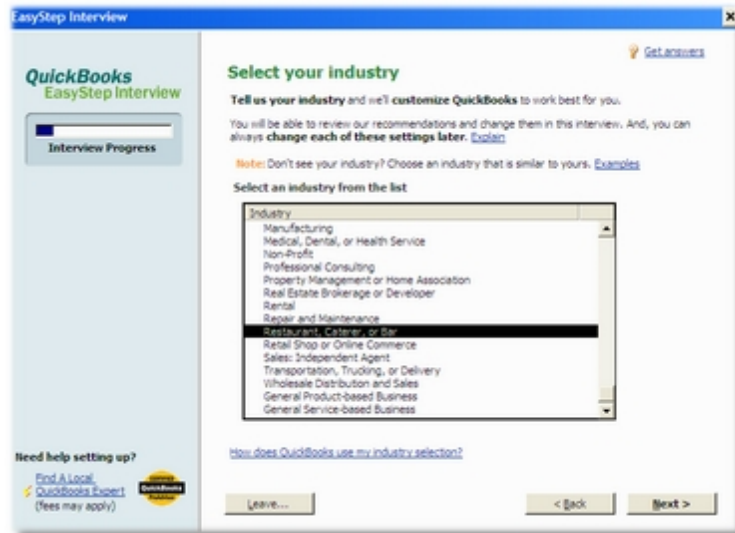 EasyStep Interview
Get answers
QuickBooks
EasyStep Interview
Interview Progress
Select your industry
Tell us your industry and we'll customize QuickBooks to work best for you.
You will be able to review our recommendations and change them in this interview. And, you can
always change each of these settings later. Explain
Note: Don't see your industry? Choose an industry that is similar to yours. Examples
Select an industry from the list
Industry
Manufacturing
Medical, Dental, or Health Service
Non-Profit
Professional Consulting
Property Management or Home Association
Real Estate Brokerage or Developer
Rental
Repair and Maintenance
Restaurant, Caterer, or Bar
Retail Shop or Online Commerce
Sales: Independent Agent
Transportation, Trucking, or Delivery
Wholesale Distribution and Sales
General Product-based Business
General Service-based Business
How does QuickBooks use my industry selection?
Need help setting up?
Find A Local
QuickBooks Expert
(fees may apply)
QuickBooks
Leave...
< Back
Next >